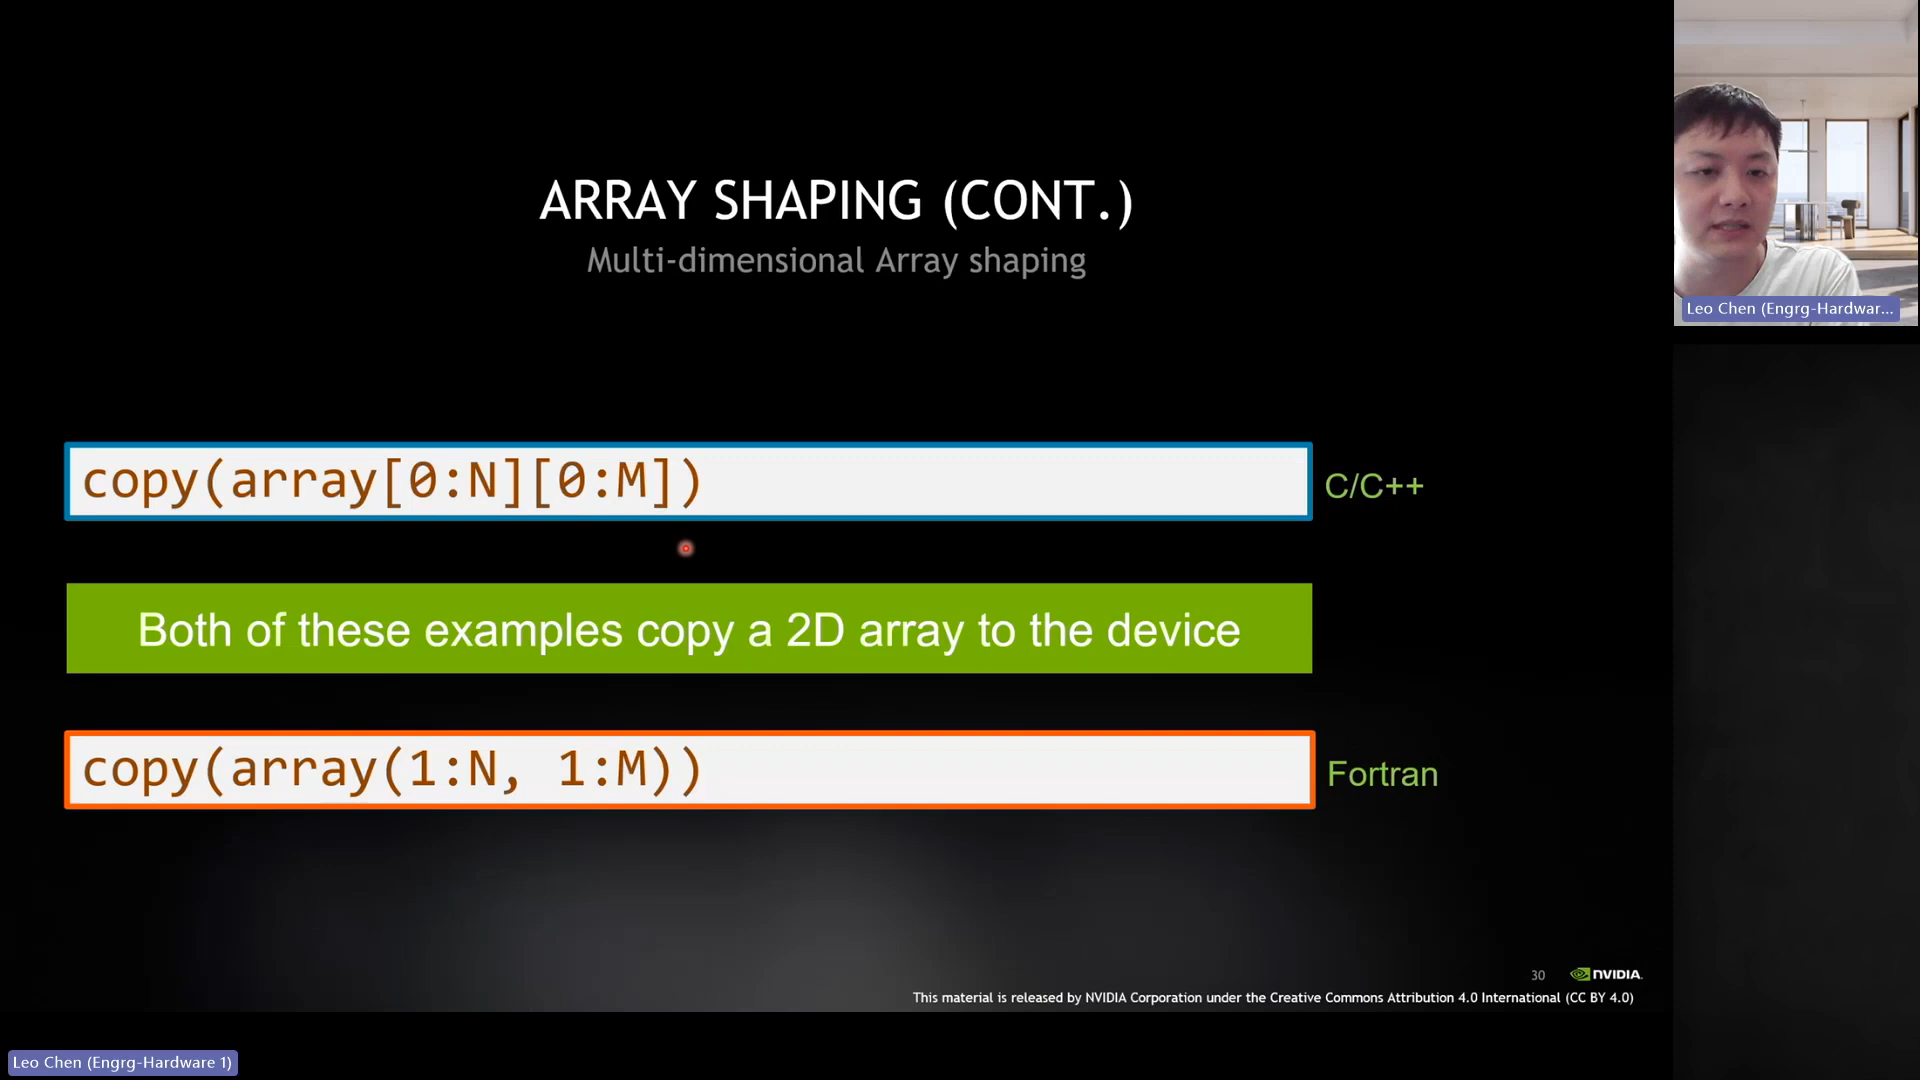 ARRAY SHAPING (CONT.)
Multi-dimensional Array shaping
Leo Chen (Engrg-Hardwar...
copy(array[0:N][0:M])
C/C++
Both of these examples copy a 2D array to the device
copy(array(1:N, 1:M))
Fortran
30
NVIDIA.
This material is released by NVIDIA Corporation under the Creative Commons Attribution 4.0 International (CC BY 4.0)
Leo Chen (Engrg-Hardware 1)